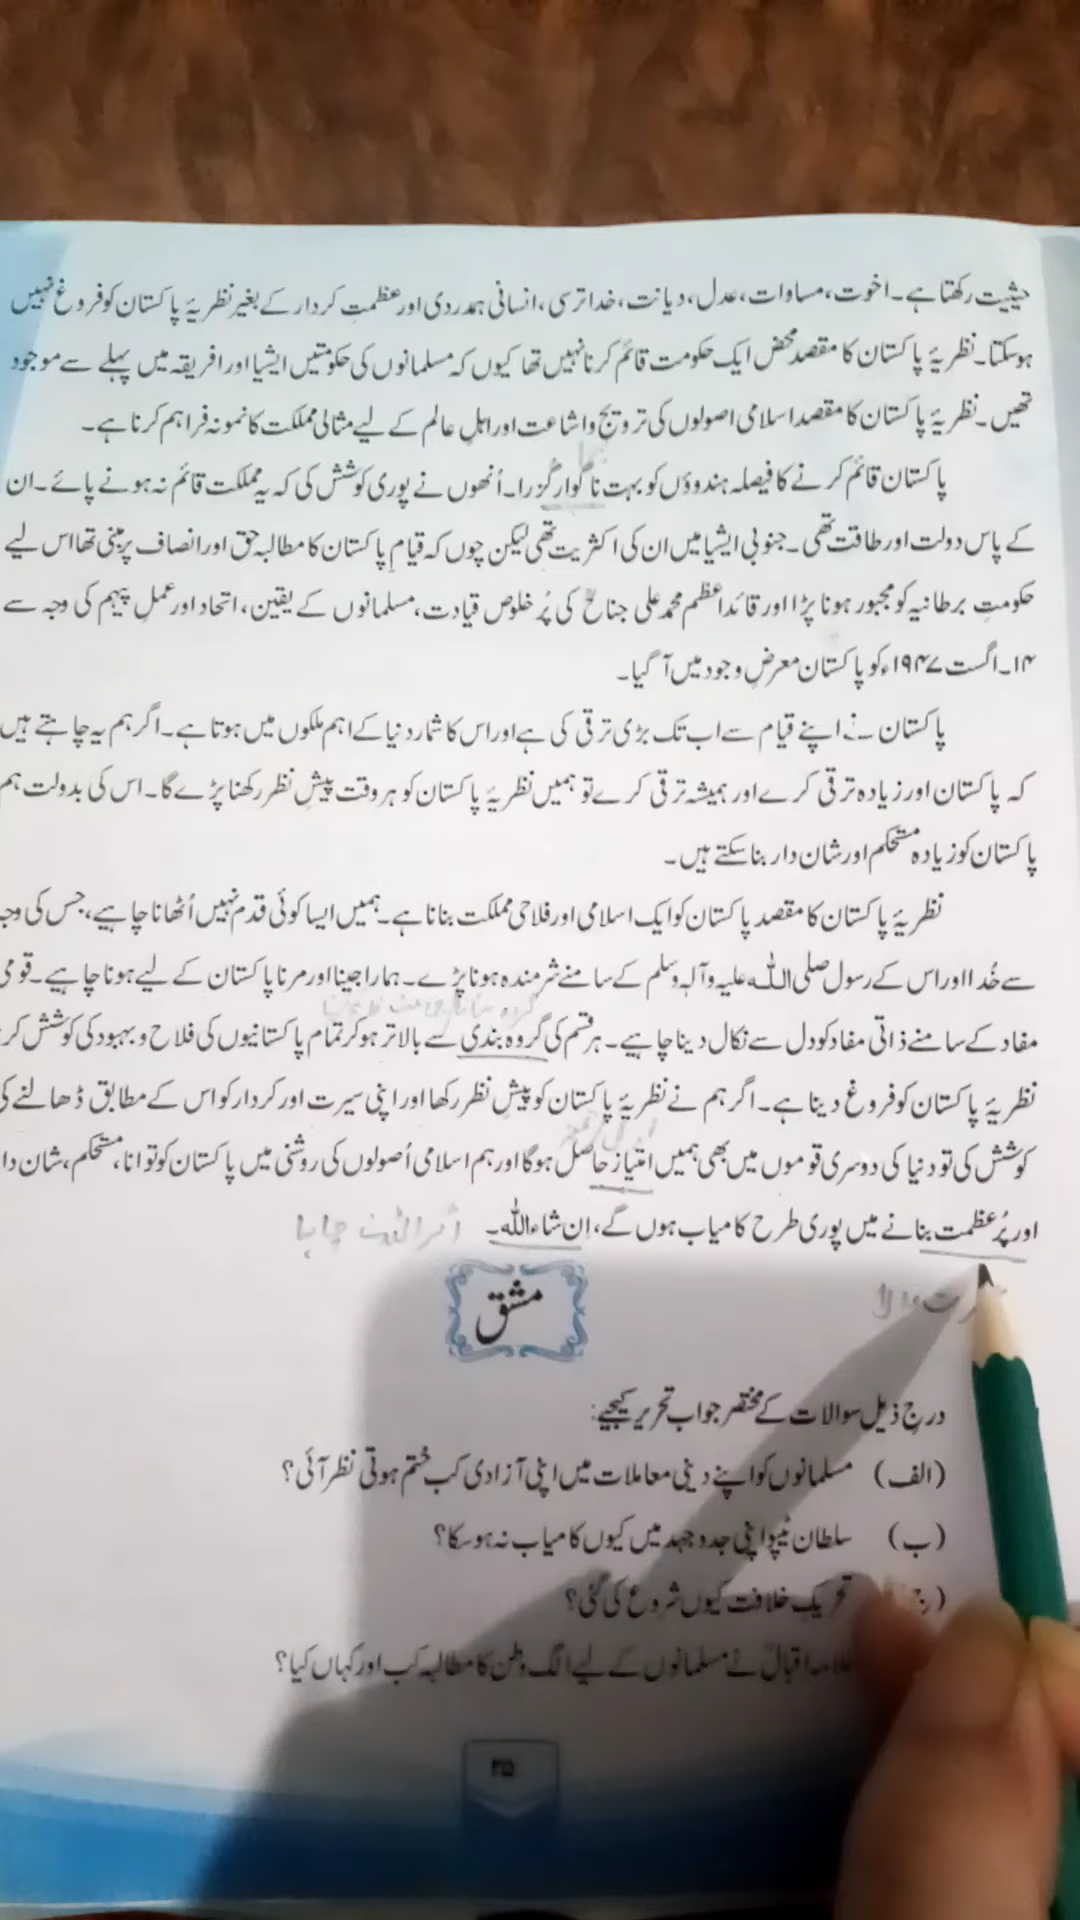 حیثیت رکھتا ہے۔ اخوت، مساوات، عدل، دیانت، خدا ترسی، انسانی ہمدردی اور عظمتِ کردار کے بغیر نظریۂ پاکستان کو فروغ نہیں
ہو سکتا۔ نظریۂ پاکستان کا مقصد محض ایک حکومت قائم کرنا نہیں تھا کیوں کہ مسلمانوں کی حکومتیں ایشیا اور افریقہ میں پہلے سے موجود
تھیں۔ نظریۂ پاکستان کا مقصد اسلامی اصولوں کی ترویج و اشاعت اور اہلِ عالم کے لیے مثالی مملکت کا نمونہ فراہم کرنا ہے۔
پاکستان قائم کرنے کا فیصلہ ہندوؤں کو بہت ناگوار گزرا۔ اُنھوں نے پوری کوشش کی کہ یہ مملکت قائم نہ ہونے پائے۔ ان
کے پاس دولت اور طاقت تھی۔ جنوبی ایشیا میں ان کی اکثریت تھی لیکن چوں کہ قیامِ پاکستان کا مطالبہ حق اور انصاف پر مبنی تھا اس لیے
حکومتِ برطانیہ کو مجبور ہونا پڑا اور قائداعظم محمد علی جناحؒ کی پُر خلوص قیادت، مسلمانوں کے یقین، اتحاد اور عملِ پیہم کی وجہ سے
۱۴۔ اگست ۱۹۴۷ء کو پاکستان معرضِ وجود میں آ گیا۔
پاکستان نے اپنے قیام سے اب تک بڑی ترقی کی ہے اور اس کا شمار دنیا کے اہم ملکوں میں ہوتا ہے۔ اگر ہم یہ چاہتے ہیں
کہ پاکستان اور زیادہ ترقی کرے اور ہمیشہ ترقی کرے تو ہمیں نظریۂ پاکستان کو ہر وقت پیشِ نظر رکھنا پڑے گا۔ اس کی بدولت ہم
پاکستان کو زیادہ مستحکم اور شان دار بنا سکتے ہیں۔
نظریۂ پاکستان کا مقصد پاکستان کو ایک اسلامی اور فلاحی مملکت بنانا ہے۔ ہمیں ایسا کوئی قدم نہیں اُٹھانا چاہیے، جس کی وجہ
سے خُدا اور اس کے رسول صلی اللہ علیہ وآلہ وسلم کے سامنے شرمندہ ہونا پڑے۔ ہمارا جینا اور مرنا پاکستان کے لیے ہونا چاہیے۔ قومی
مفاد کے سامنے ذاتی مفاد کو دل سے نکال دینا چاہیے۔ ہر قسم کی گروہ بندی سے بالاتر ہو کر تمام پاکستانیوں کی فلاح و بہبود کی کوشش کر
نظریۂ پاکستان کو فروغ دینا ہے۔ اگر ہم نے نظریۂ پاکستان کو پیشِ نظر رکھا اور اپنی سیرت اور کردار کو اس کے مطابق ڈھالنے کی
کوشش کی تو دنیا کی دوسری قوموں میں بھی ہمیں امتیاز حاصل ہوگا اور ہم اسلامی اُصولوں کی روشنی میں پاکستان کو توانا، مستحکم، شان دا
اور پُر عظمت بنانے میں پوری طرح کامیاب ہوں گے، ان شاء اللہ۔ اگر اللہ نے چاہا
مشق
درج ذیل سوالات کے مختصر جواب تحریر کیجیے:
(الف) مسلمانوں کو اپنے دینی معاملات میں اپنی آزادی کب ختم ہوتی نظر آئی؟
(ب) سلطان ٹیپو اپنی جدوجہد میں کیوں کامیاب نہ ہو سکا؟
تحریکِ خلافت کیوں شروع کی گئی؟
علامہ اقبالؒ نے مسلمانوں کے لیے الگ وطن کا مطالبہ کب اور کہاں کیا؟
۲۵